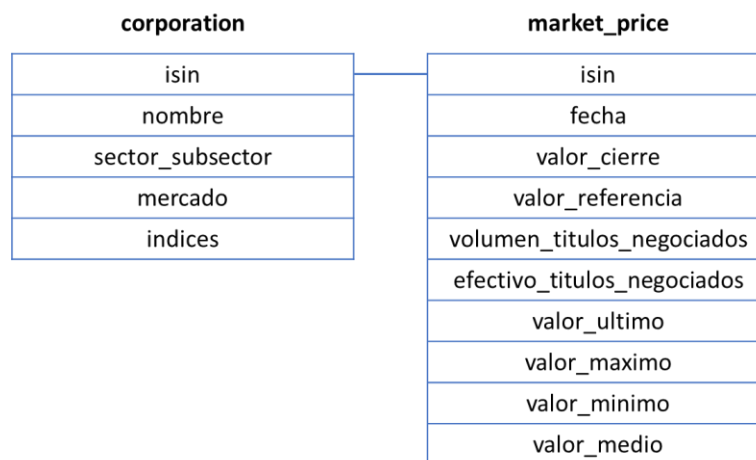 corporation
isin
nombre
sector_subsector
mercado
indices
market_price
isin
fecha
valor_cierre
valor_referencia
volumen_titulos_negociados
efectivo_titulos_negociados
valor_ultimo
valor_maximo
valor_minimo
valor_medio